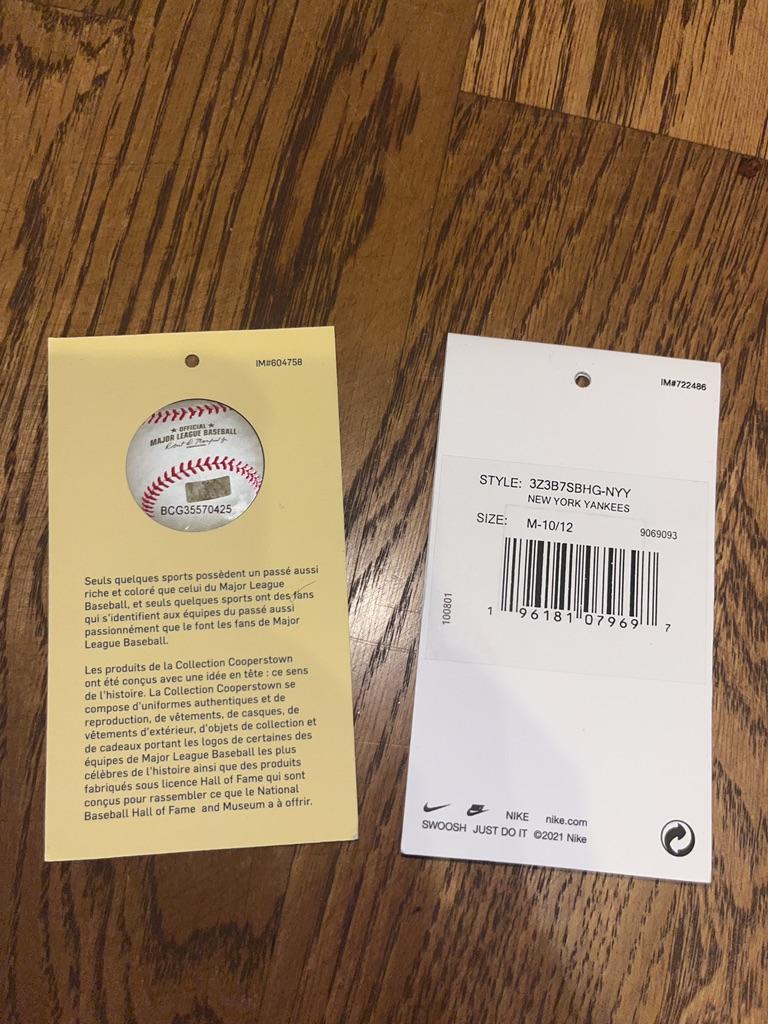 IM#604758
★ OFFICIAL ★
MAJOR LEAGUE BASEBALL
BCG35570425
Seuls quelques sports possèdent un passé aussi
riche et coloré que celui du Major League
Baseball, et seuls quelques sports ont des fans
qui s'identifient aux équipes du passé aussi
passionnément que le font les fans de Major
League Baseball.
Les produits de la Collection Cooperstown
ont été conçus avec une idée en tête : ce sens
de l'histoire. La Collection Cooperstown se
compose d'uniformes authentiques et de
reproduction, de vêtements, de casques, de
vêtements d'extérieur, d'objets de collection et
de cadeaux portant les logos de certaines des
équipes de Major League Baseball les plus
célèbres de l'histoire ainsi que des produits
fabriqués sous licence Hall of Fame qui sont
conçus pour rassembler ce que le National
Baseball Hall of Fame and Museum a à offrir.
IM#722486
STYLE: 3Z3B7SBHG-NYY
NEW YORK YANKEES
SIZE: M-10/12
9069093
100801
1 96181 07969 7
NIKE nike.com
SWOOSH JUST DO IT ©2021 Nike